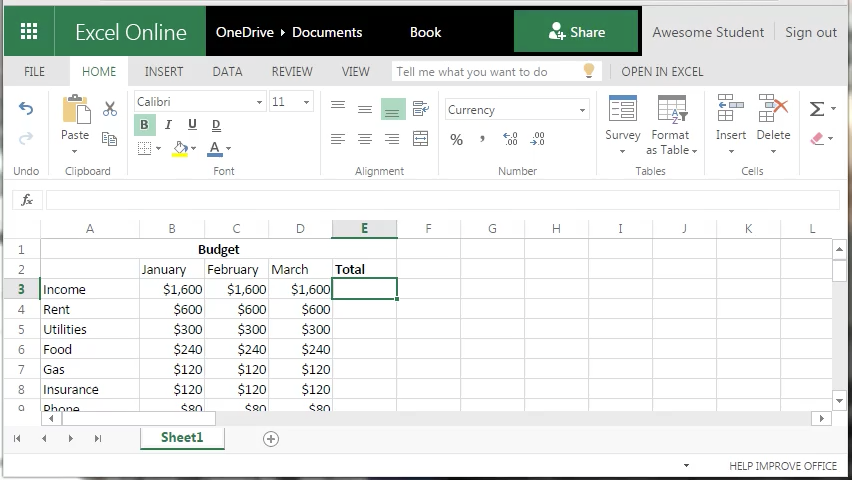 Excel Online OneDrive Documents Book Share Awesome Student Sign out
FILE HOME INSERT DATA REVIEW VIEW Tell me what you want to do OPEN IN EXCEL
Calibri 11 Currency
Paste B I U D % , .00 .00 Survey Format as Table Insert Delete Σ
Undo Clipboard Font Alignment Number Tables Cells
fx
A B C D E F G H I J K L
1 Budget
2 January February March Total
3 Income $1,600 $1,600 $1,600
4 Rent $600 $600 $600
5 Utilities $300 $300 $300
6 Food $240 $240 $240
7 Gas $120 $120 $120
8 Insurance $120 $120 $120
9 Phone $80 $80 $80
Sheet1
HELP IMPROVE OFFICE